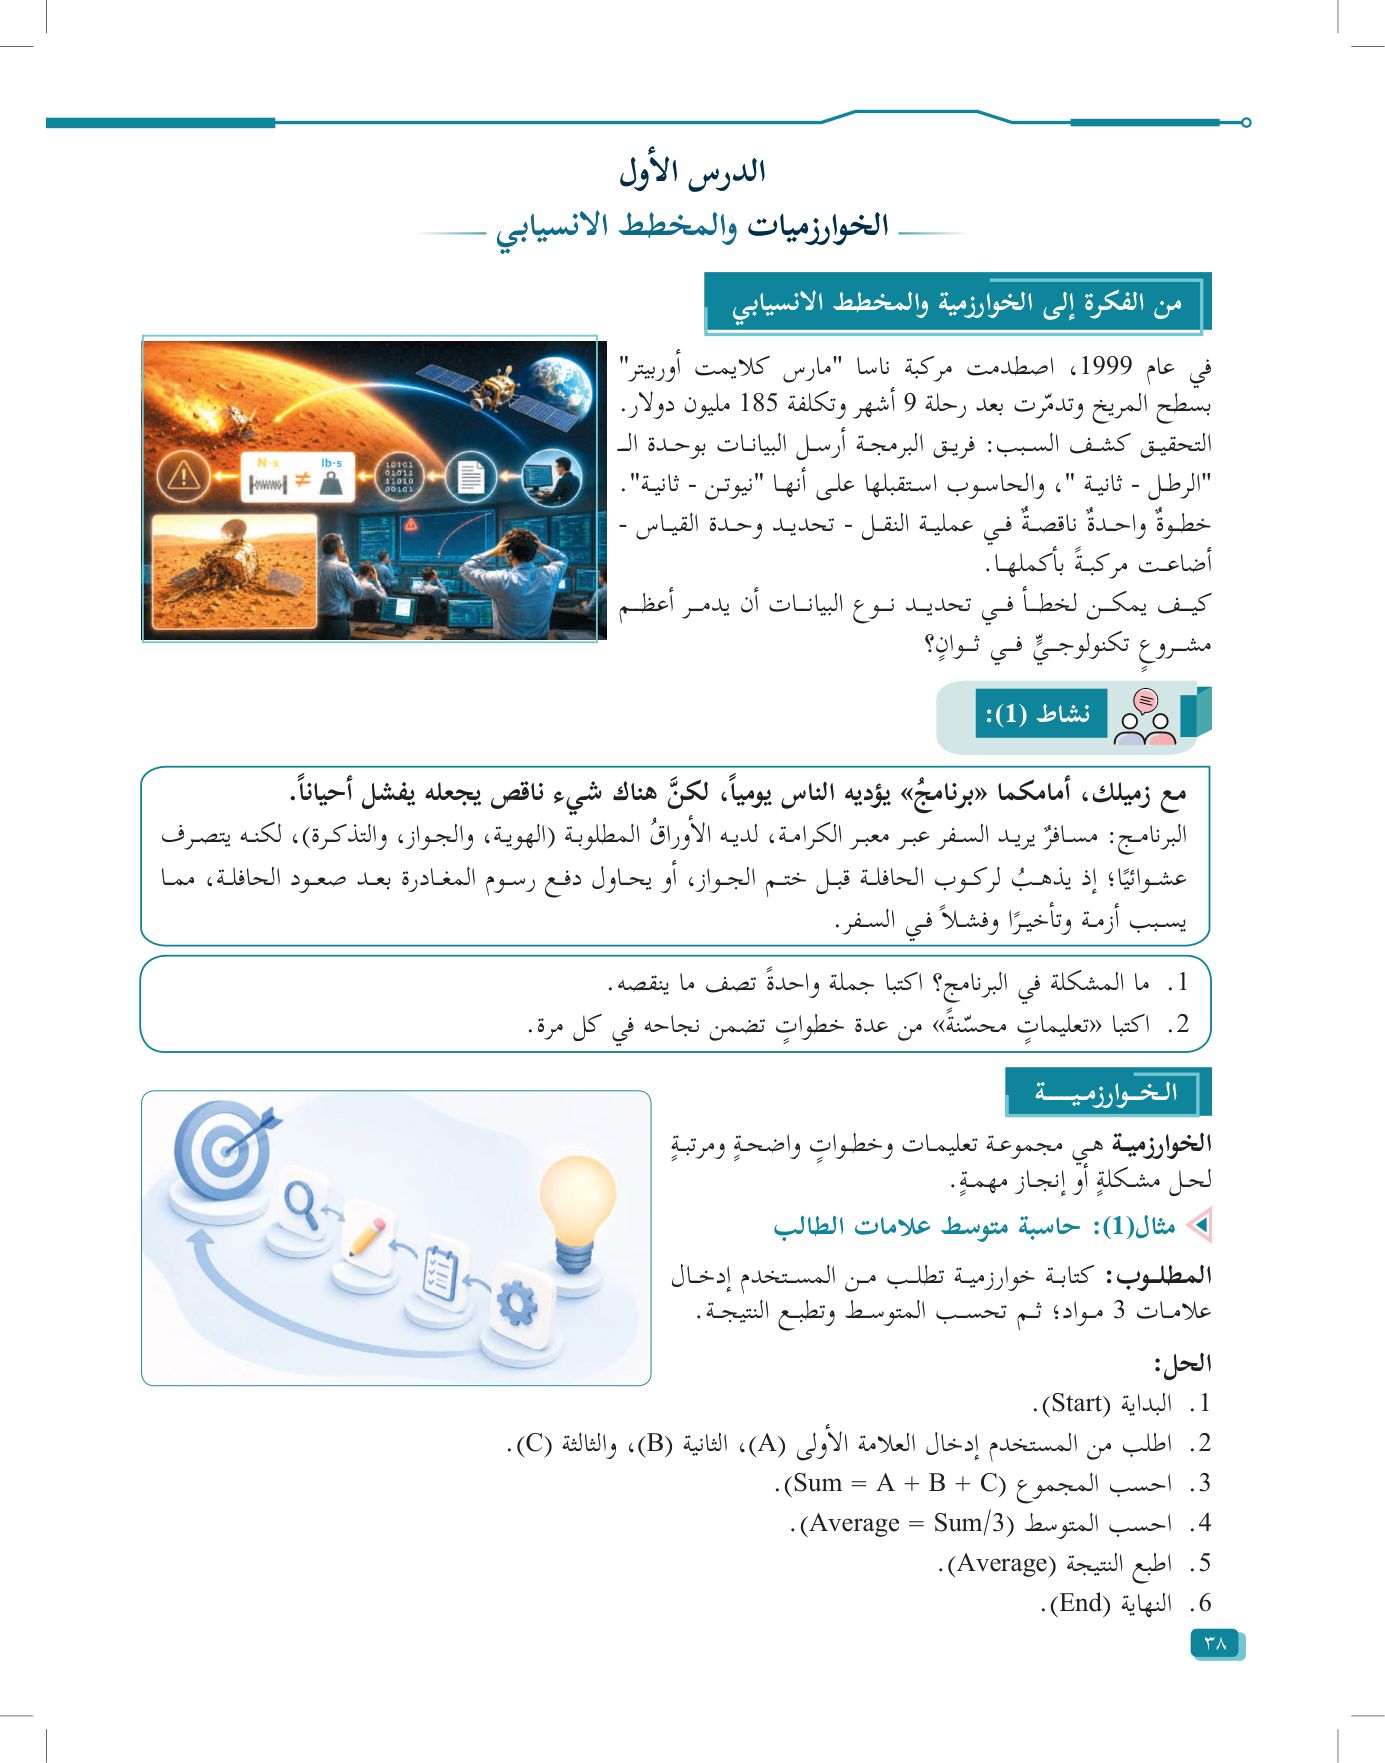 الدرس الأول
الخوارزميات والمخطط الانسيابي
من الفكرة إلى الخوارزمية والمخطط الانسيابي
في عام 1999، اصطدمت مركبة ناسا "مارس كلايمت أوربيتر"
بسطح المريخ وتدمّرت بعد رحلة 9 أشهر وتكلفة 185 مليون دولار.
التحقيق كشف السبب: فريق البرمجة أرسل البيانات بوحدة الـ
"الرطل - ثانية "، والحاسوب استقبلها على أنها "نيوتن - ثانية".
خطوةٌ واحدةٌ ناقصةٌ في عملية النقل - تحديد وحدة القياس -
أضاعت مركبةً بأكملها.
كيف يمكن لخطأ في تحديد نوع البيانات أن يدمر أعظم
مشروعٍ تكنولوجيٍّ في ثوانٍ؟
N·s ≠ lb·s
10101
01011
11010
00101
نشاط (1):
مع زميلك، أمامكما «برنامجُ» يؤديه الناس يومياً، لكنَّ هناك شيء ناقص يجعله يفشل أحياناً.
البرنامج: مسافرٌ يريد السفر عبر معبر الكرامة، لديه الأوراقُ المطلوبة (الهوية، والجواز، والتذكرة)، لكنه يتصرف
عشوائيًا؛ إذ يذهبُ لركوب الحافلة قبل ختم الجواز، أو يحاول دفع رسوم المغادرة بعد صعود الحافلة، مما
يسبب أزمة وتأخيرًا وفشلاً في السفر.
1. ما المشكلة في البرنامج؟ اكتبا جملة واحدةً تصف ما ينقصه.
2. اكتبا «تعليماتٍ محسّنةً» من عدة خطواتٍ تضمن نجاحه في كل مرة.
الخوارزمية
الخوارزمية هي مجموعة تعليمات وخطواتٍ واضحةٍ ومرتبةٍ
لحل مشكلةٍ أو إنجاز مهمةٍ.
مثال(1): حاسبة متوسط علامات الطالب
المطلوب: كتابة خوارزمية تطلب من المستخدم إدخال
علامات 3 مواد؛ ثم تحسب المتوسط وتطبع النتيجة.
الحل:
1. البداية (Start).
2. اطلب من المستخدم إدخال العلامة الأولى (A)، الثانية (B)، والثالثة (C).
3. احسب المجموع (Sum = A + B + C).
4. احسب المتوسط (Average = Sum/3).
5. اطبع النتيجة (Average).
6. النهاية (End).
٣٨